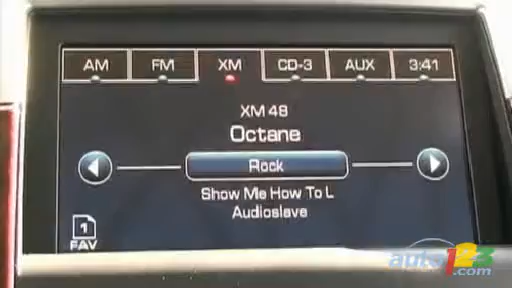 AM FM XM CD-3 AUX 3:41
XM 48
Octane
Rock
Show Me How To L
Audioslave
1
FAV
auto123
.com